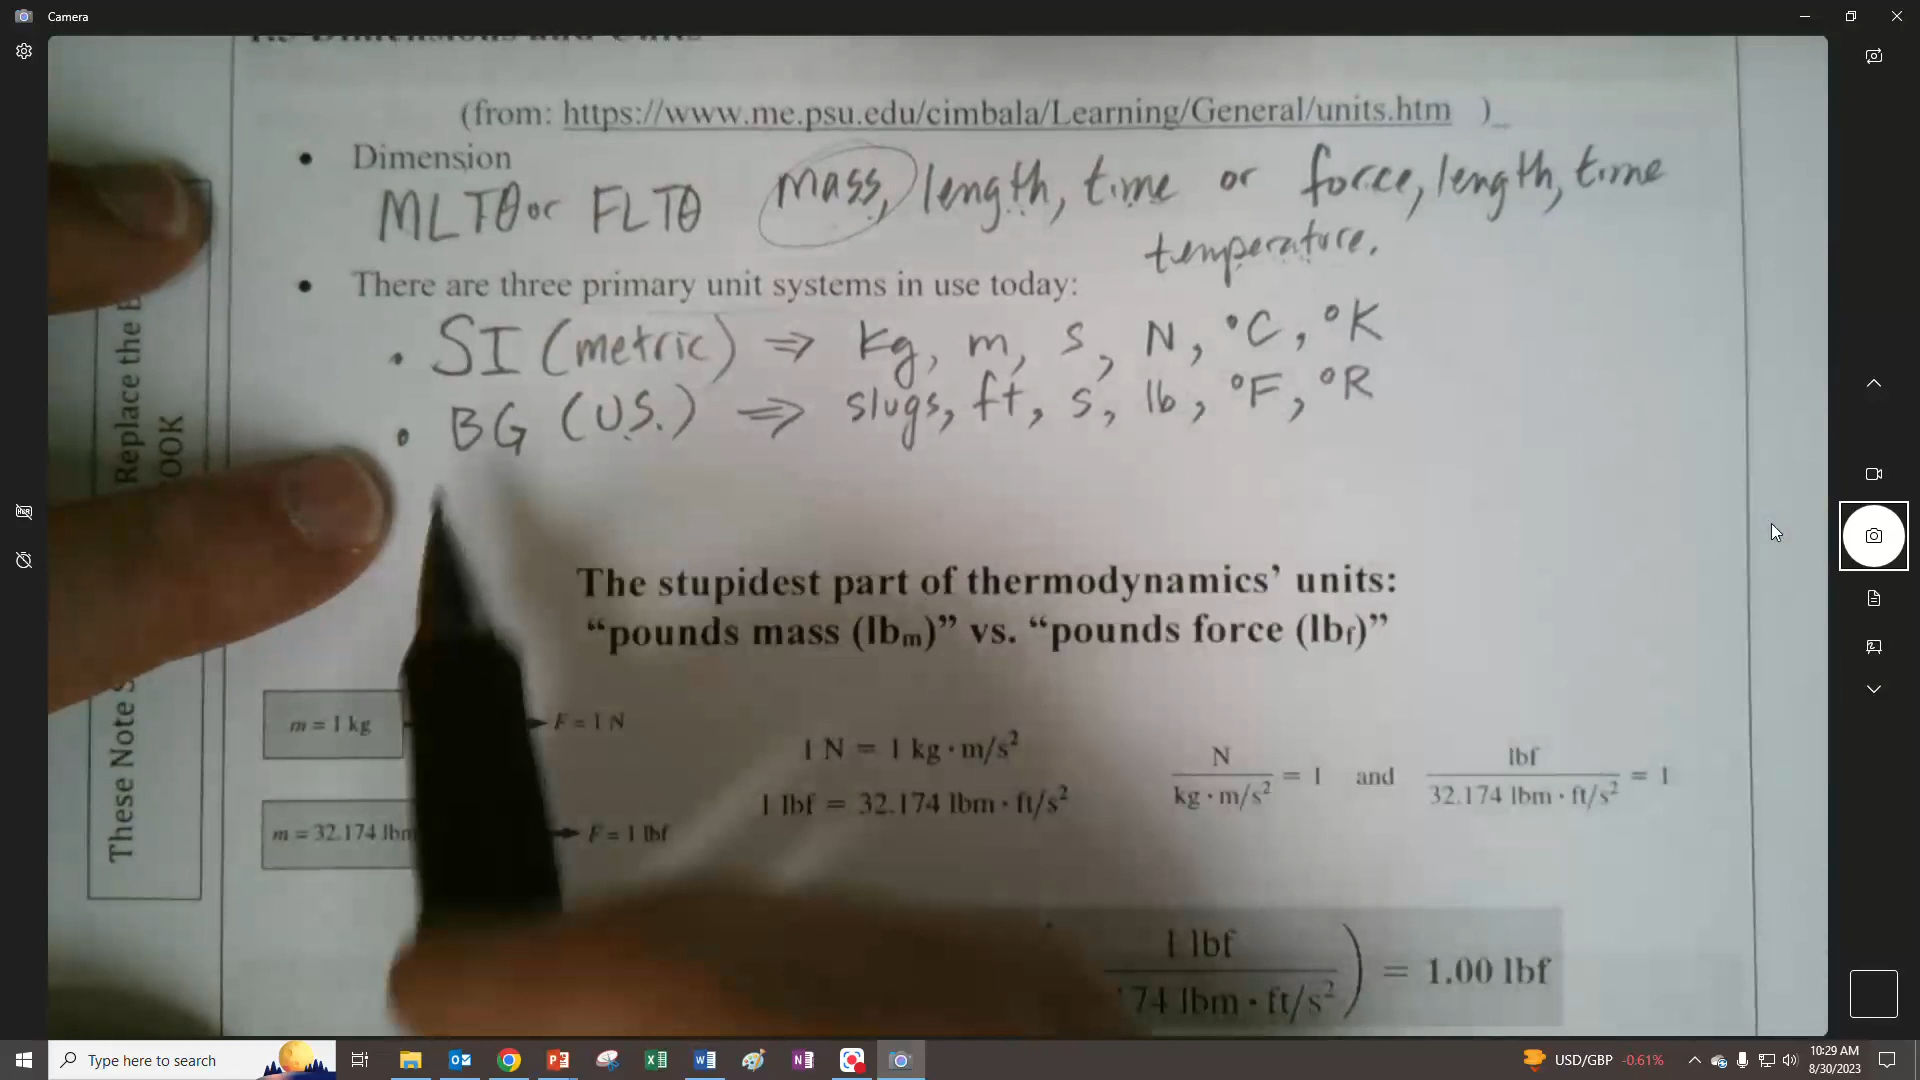 Camera
(from: https://www.me.psu.edu/cimbala/Learning/General/units.htm )
• Dimension
MLTθ or FLTθ mass, length, time or force, length, time
temperature.
• There are three primary unit systems in use today:
• SI (metric) ⇒ kg, m, s, N, °C, °K
• BG (U.S.) ⇒ slugs, ft, s, lb, °F, °R
The stupidest part of thermodynamics’ units:
“pounds mass (lbm)” vs. “pounds force (lbf)”
m = 1 kg
F = 1 N
m = 32.174 lbm
F = 1 lbf
1 N = 1 kg · m/s²
1 lbf = 32.174 lbm · ft/s²
N
kg · m/s²
= 1 and
lbf
32.174 lbm · ft/s²
= 1
1 lbf
74 lbm · ft/s²
) = 1.00 lbf
Replace the
OOK
These Note
Type here to search
USD/GBP -0.61%
10:29 AM
8/30/2023